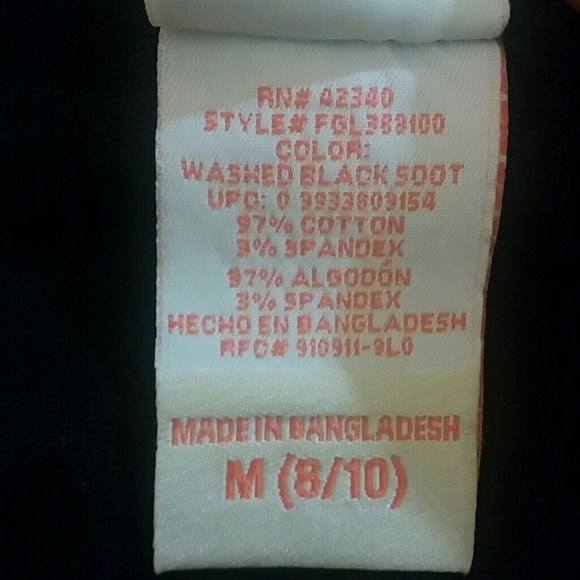 RN# 42340
STYLE# FGL383100
COLOR:
WASHED BLACK SOOT
UPC: 0 3933803154
97% COTTON
3% SPANDEX
97% ALGODÓN
3% SPANDEX
HECHO EN BANGLADESH
RFC# 910911-9L0
MADE IN BANGLADESH
M (8/10)